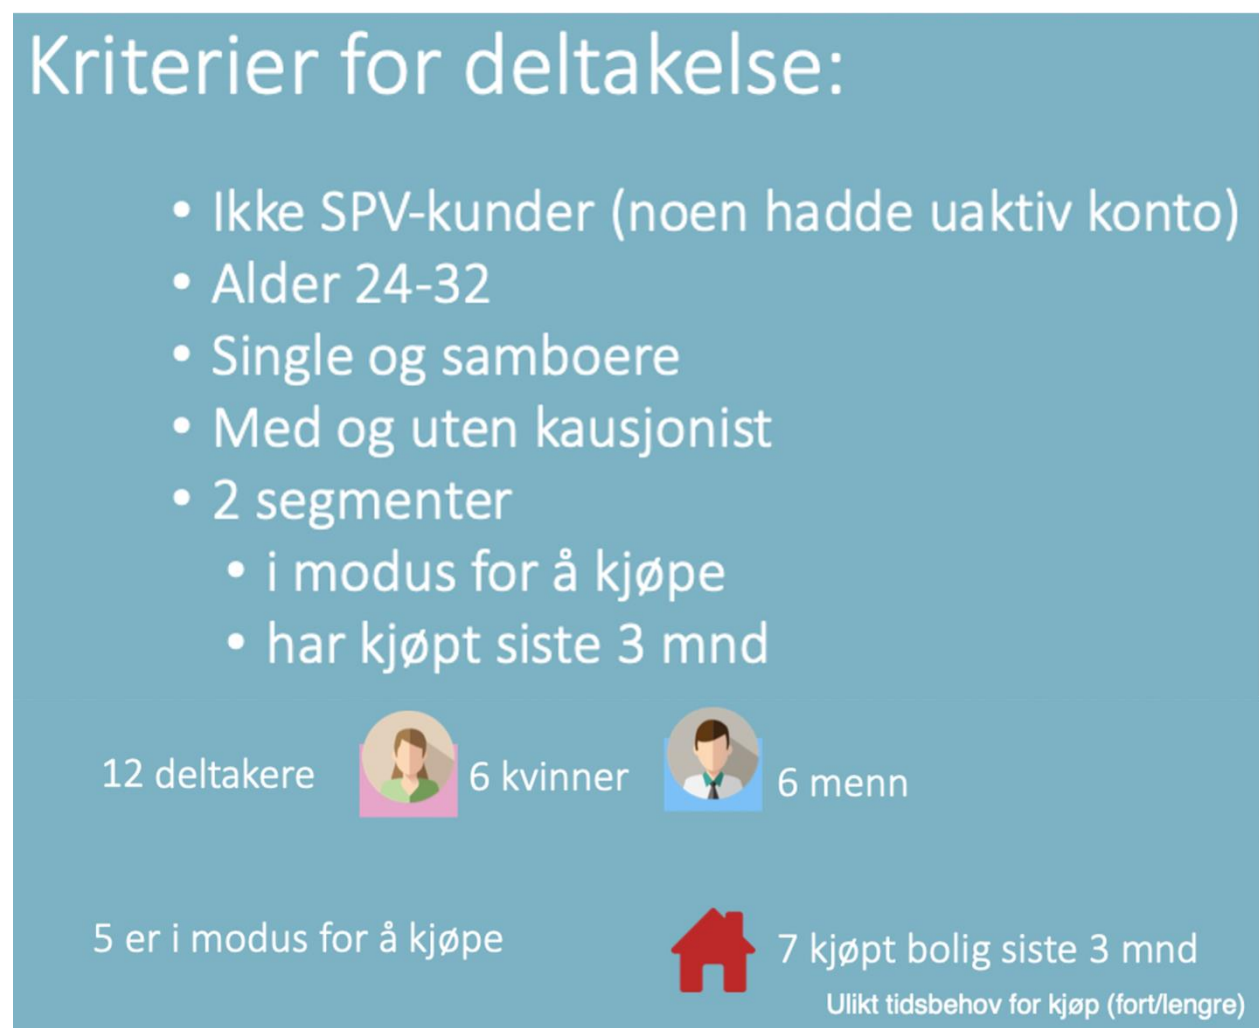 Kriterier for deltakelse:
• Ikke SPV-kunder (noen hadde uaktiv konto)
• Alder 24-32
• Single og samboere
• Med og uten kausjonist
• 2 segmenter
• i modus for å kjøpe
• har kjøpt siste 3 mnd
12 deltakere
6 kvinner
6 menn
5 er i modus for å kjøpe
7 kjøpt bolig siste 3 mnd
Ulikt tidsbehov for kjøp (fort/lengre)